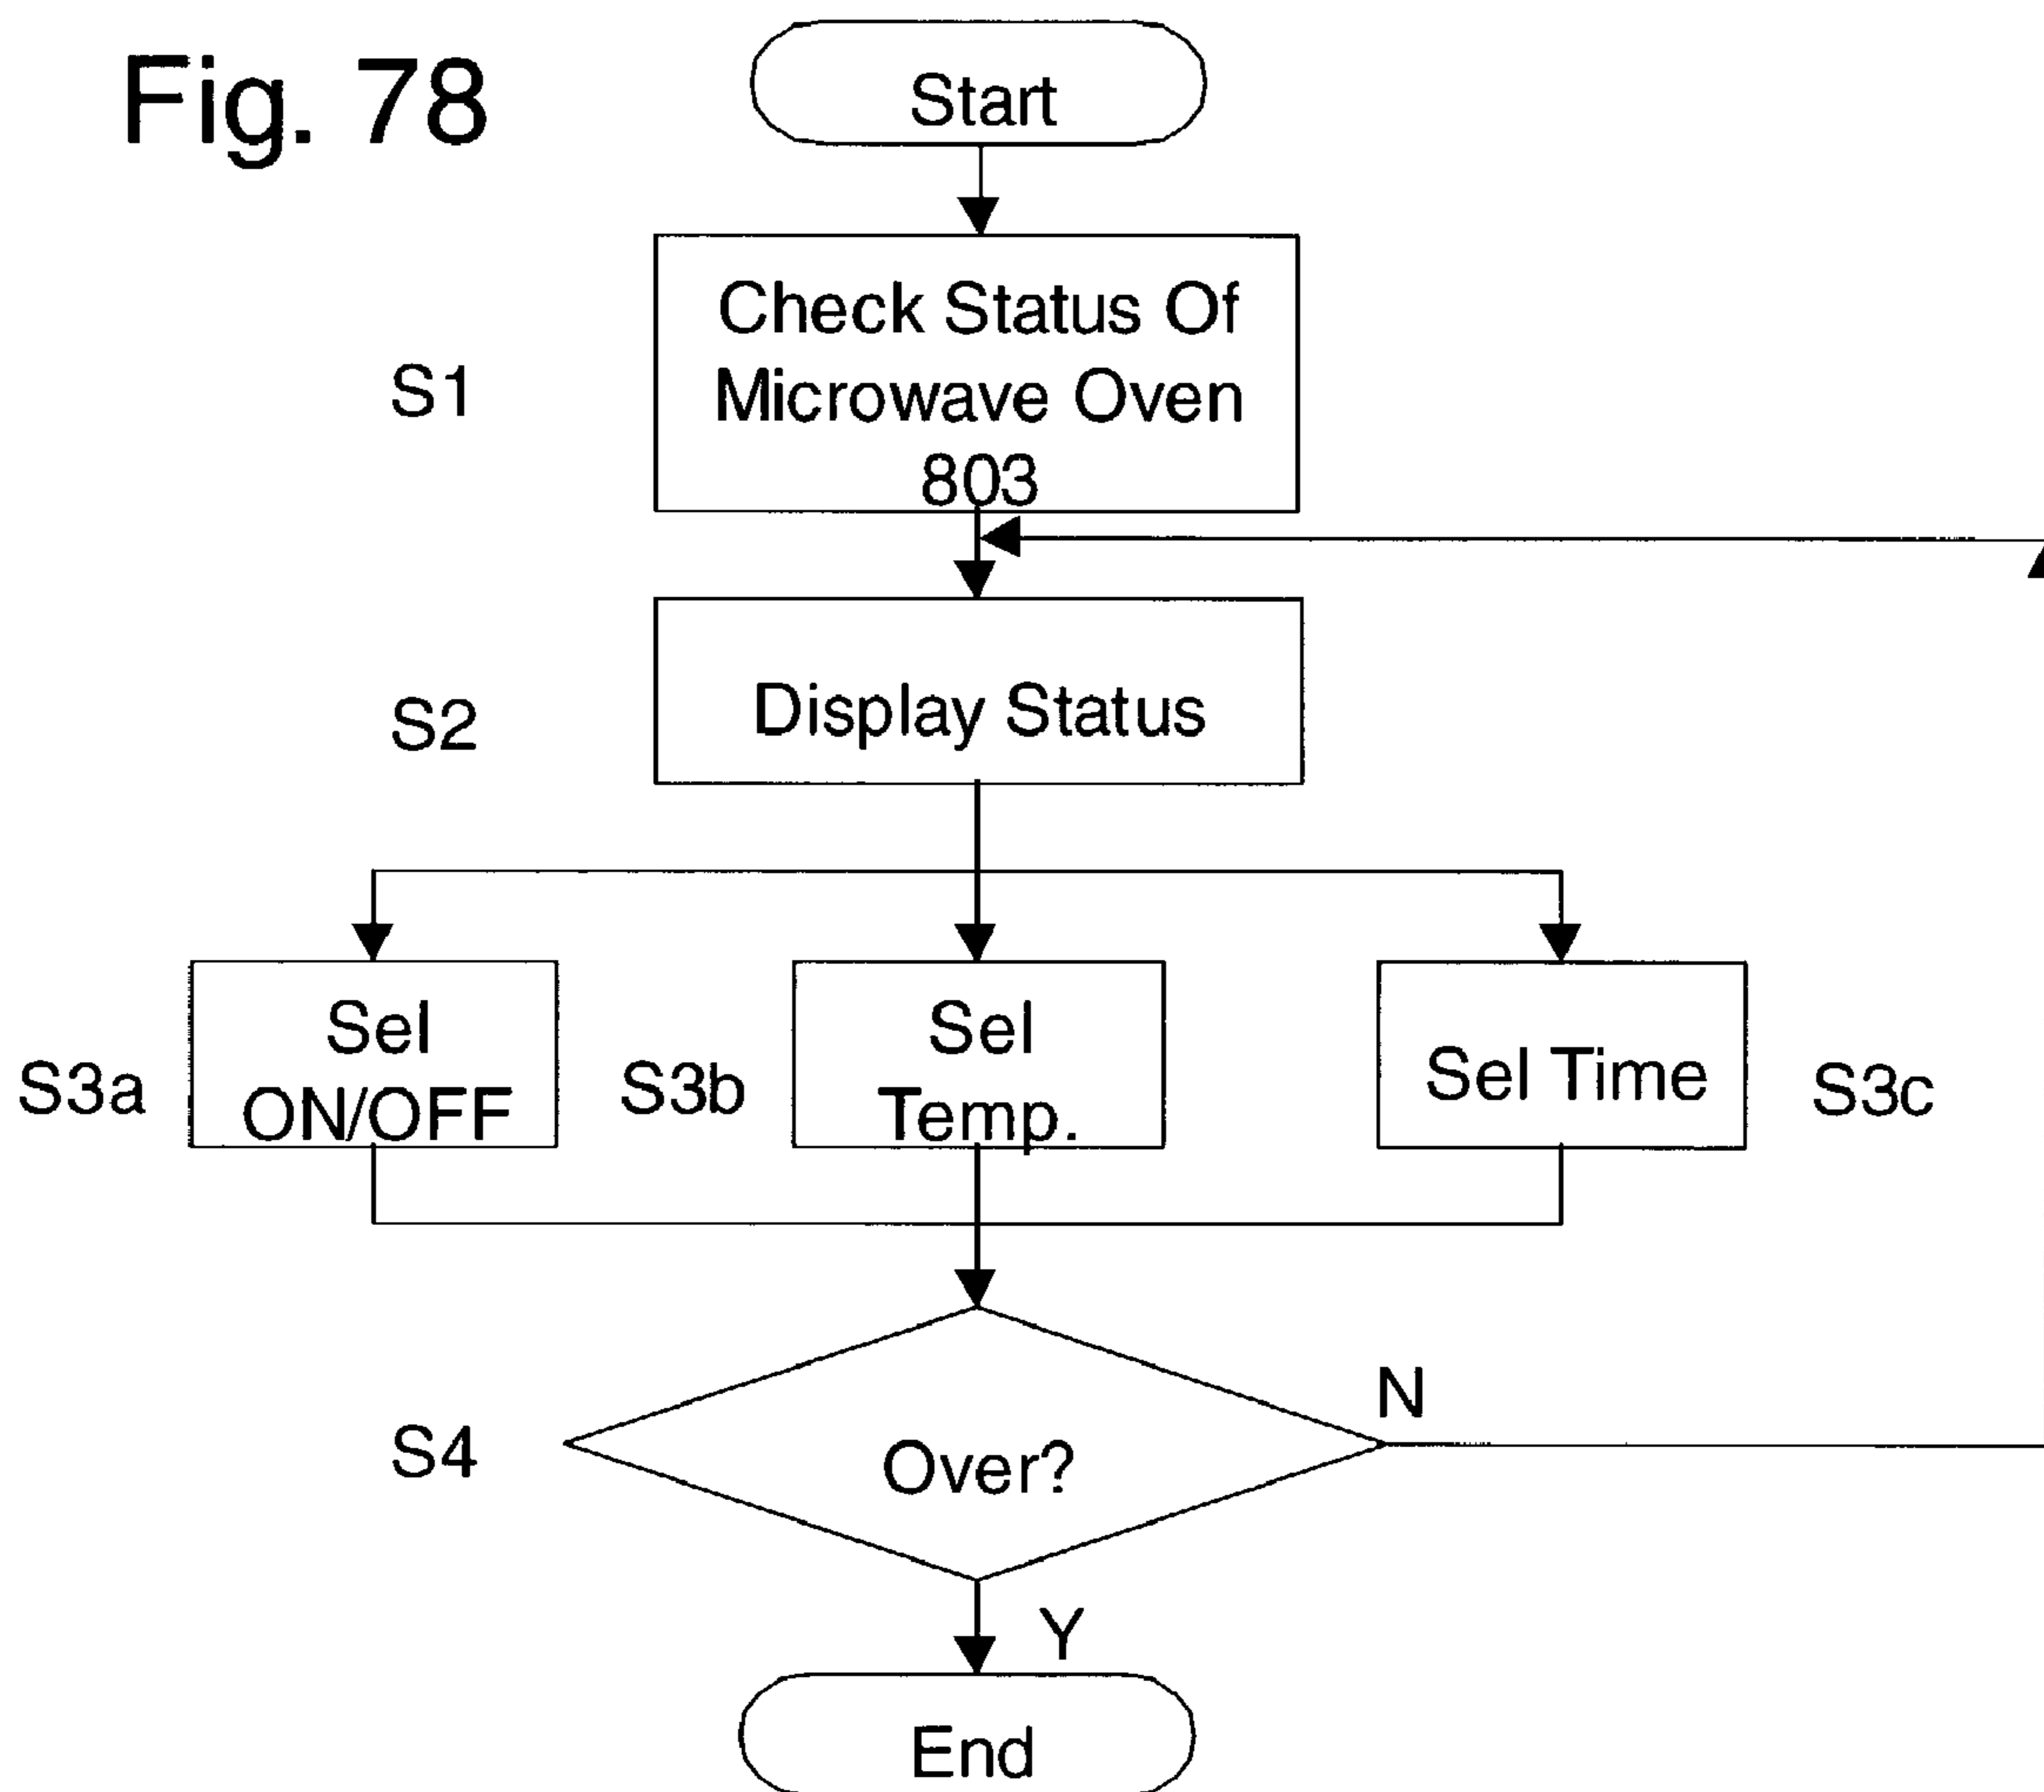 Fig. 78
Start
S1
Check Status Of
Microwave Oven
803
S2
Display Status
S3a
Sel
ON/OFF
S3b
Sel
Temp.
Sel Time
S3c
S4
Over?
N
Y
End